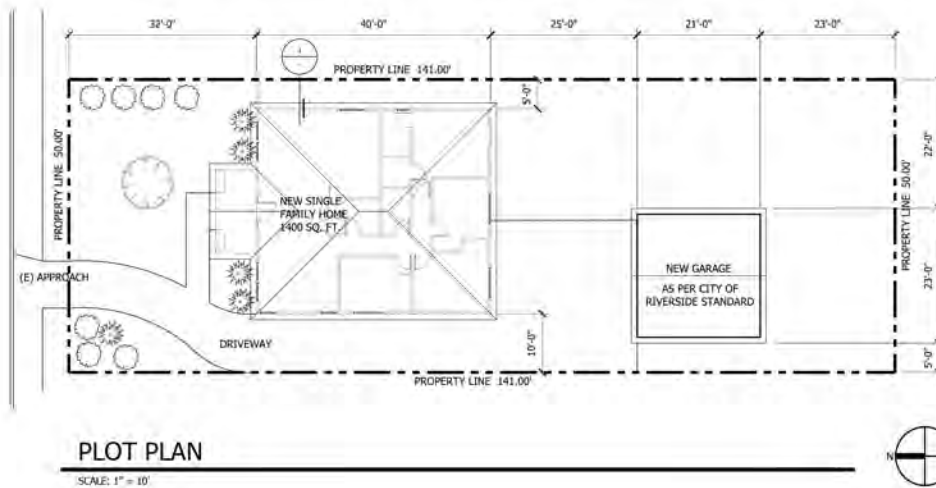 32'-0"
40'-0"
25'-0"
21'-0"
23'-0"
PROPERTY LINE 141.00'
5'-0"
PROPERTY LINE 50.00'
22'-0"
PROPERTY LINE 50.00'
NEW SINGLE
FAMILY HOME
1400 SQ. FT.
(E) APPROACH
NEW GARAGE
AS PER CITY OF
RIVERSIDE STANDARD
23'-0"
DRIVEWAY
10'-0"
5'-0"
PROPERTY LINE 141.00'
PLOT PLAN
N
SCALE: 1" = 10'